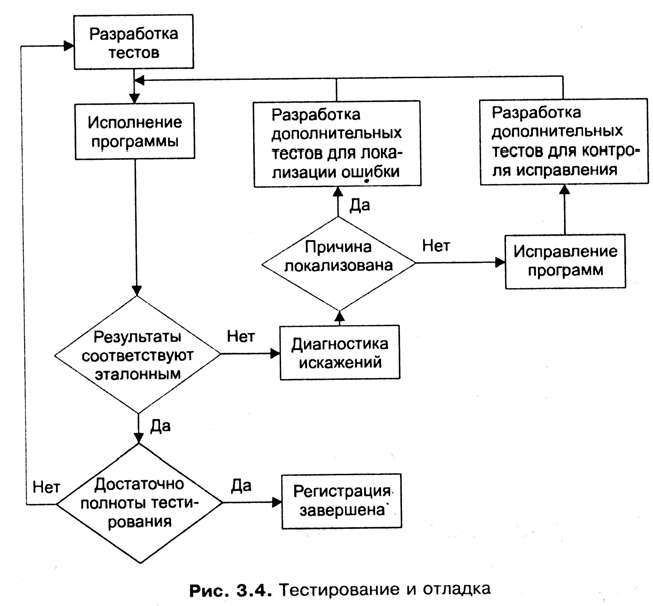 Разработка
тестов
Исполнение
программы
Разработка
дополнительных
тестов для лока-
лизации ошибки
Разработка
дополнительных
тестов для контро-
ля исправления
Да
Причина
локализована
Нет
Исправление
программ
Результаты
соответствуют
эталонным
Нет
Диагностика
искажений
Да
Нет
Достаточно
полноты тести-
рования
Да
Регистрация
завершена
Рис. 3.4. Тестирование и отладка